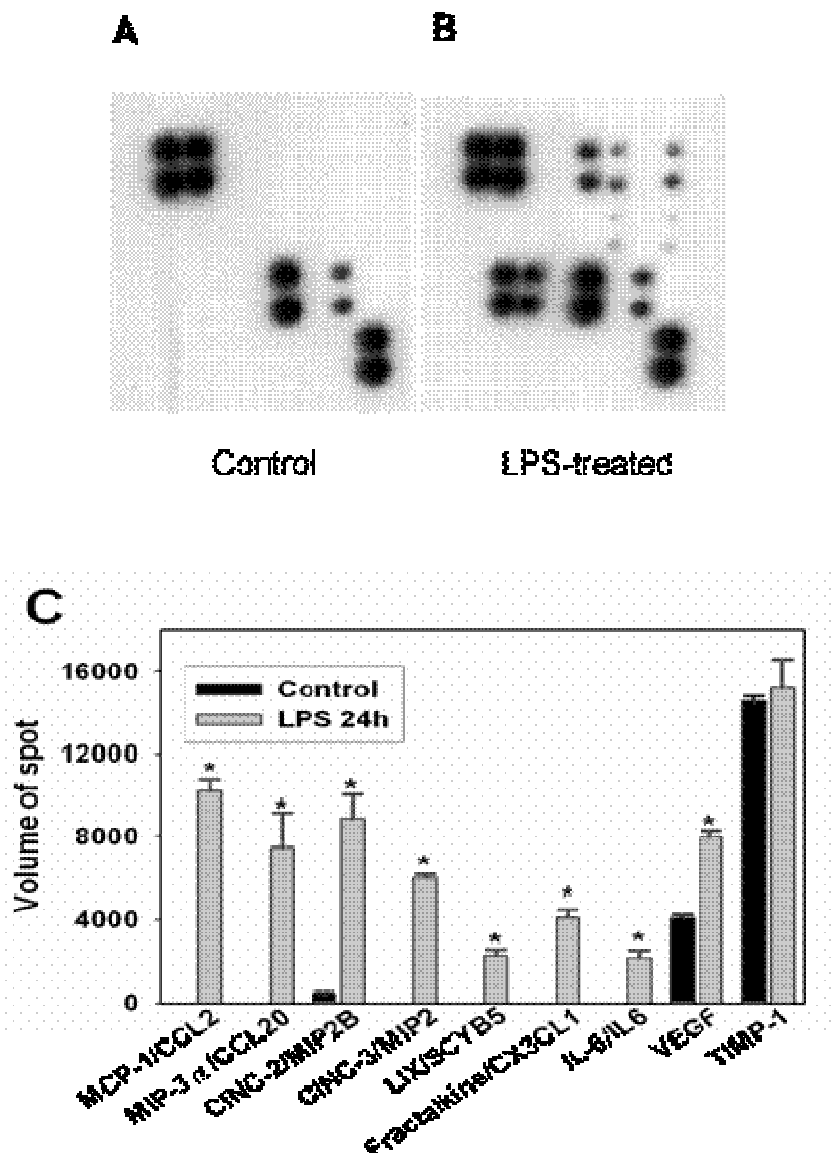 A B
Control LPS-treated
C
Volume of spot
16000
12000
8000
4000
0
Control
LPS 24h
*
*
*
*
*
*
*
*
MCP-1/CCL2
MIP-3 α/CCL20
CINC-2/MIP2B
CINC-3/MIP2
LIX/SCYB5
Fractalkine/CX3CL1
IL-6/IL6
VEGF
TIMP-1